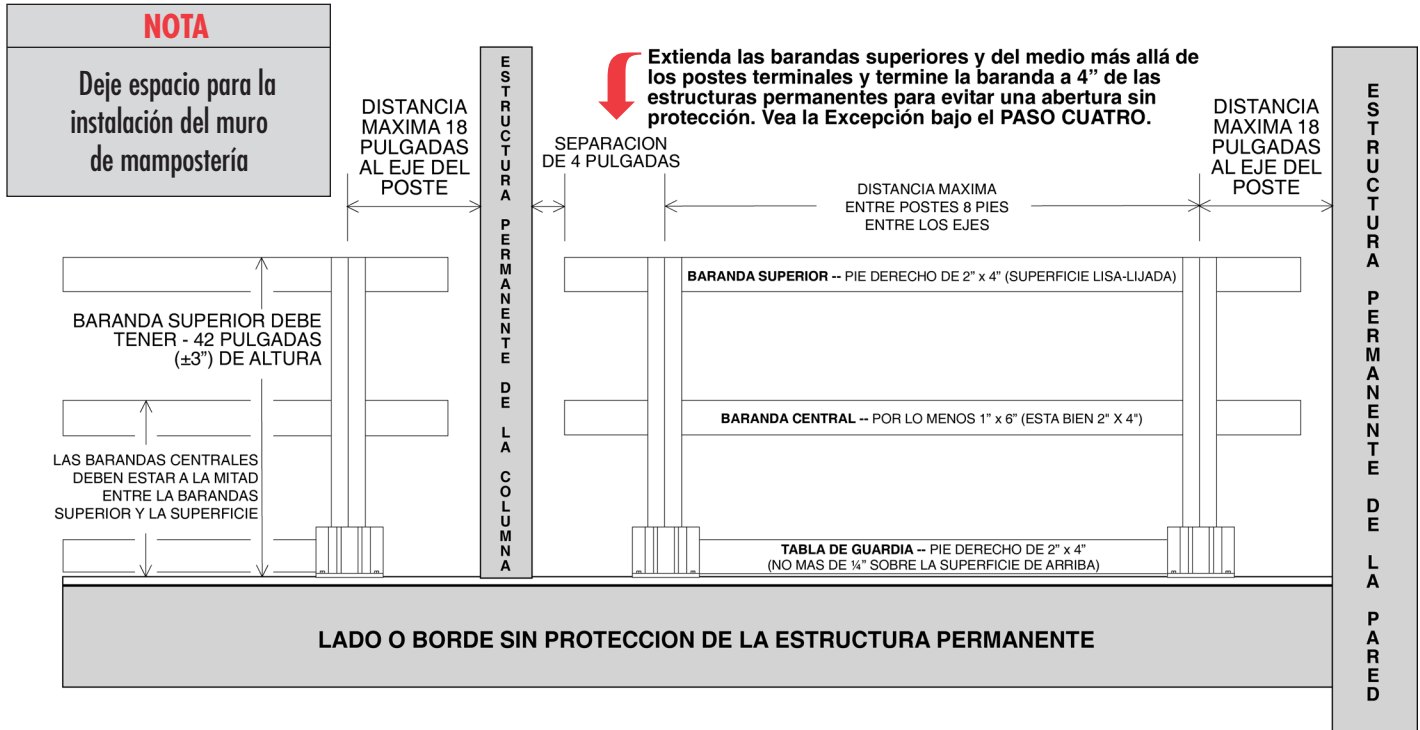 NOTA
Deje espacio para la
instalación del muro
de mampostería
DISTANCIA
MAXIMA 18
PULGADAS
AL EJE DEL
POSTE
ESTRUCTURA PERMANENTE DE LA COLUMNA
Extienda las barandas superiores y del medio más allá de
los postes terminales y termine la baranda a 4” de las
estructuras permanentes para evitar una abertura sin
protección. Vea la Excepción bajo el PASO CUATRO.
SEPARACION
DE 4 PULGADAS
DISTANCIA MAXIMA
ENTRE POSTES 8 PIES
ENTRE LOS EJES
DISTANCIA
MAXIMA 18
PULGADAS
AL EJE DEL
POSTE
ESTRUCTURA PERMANENTE DE LA PARED
BARANDA SUPERIOR -- PIE DERECHO DE 2” x 4” (SUPERFICIE LISA-LIJADA)
BARANDA SUPERIOR DEBE
TENER - 42 PULGADAS
(±3”) DE ALTURA
BARANDA CENTRAL -- POR LO MENOS 1” x 6” (ESTA BIEN 2" X 4")
LAS BARANDAS CENTRALES
DEBEN ESTAR A LA MITAD
ENTRE LA BARANDAS
SUPERIOR Y LA SUPERFICIE
TABLA DE GUARDIA -- PIE DERECHO DE 2” x 4”
(NO MAS DE ¼” SOBRE LA SUPERFICIE DE ARRIBA)
LADO O BORDE SIN PROTECCION DE LA ESTRUCTURA PERMANENTE